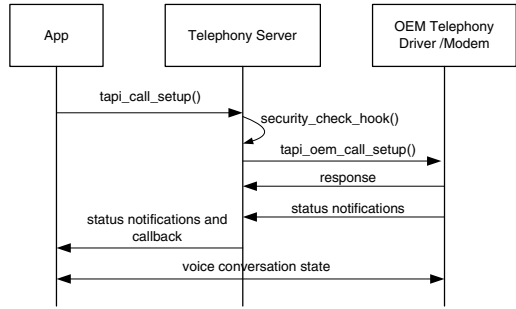 App
Telephony Server
OEM Telephony
Driver /Modem
tapi_call_setup()
security_check_hook()
tapi_oem_call_setup()
response
status notifications
status notifications and
callback
voice conversation state